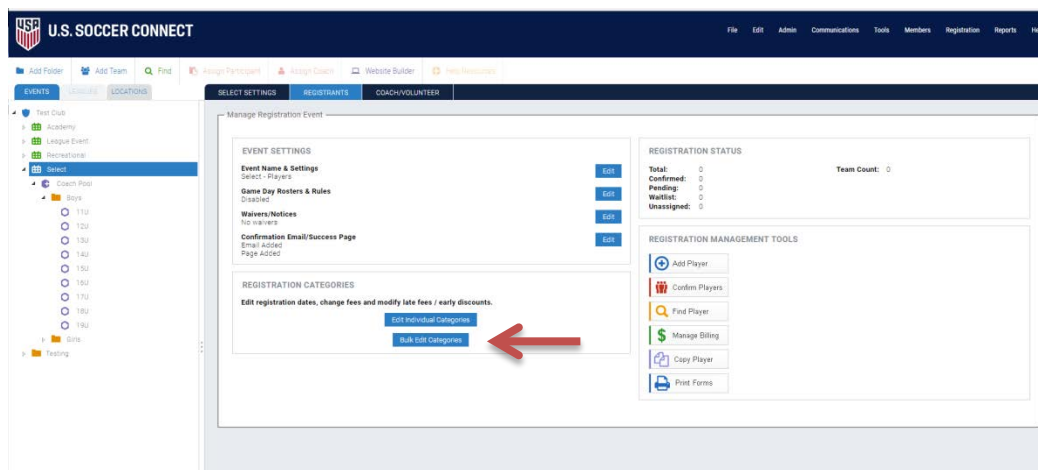 USA
U.S. SOCCER CONNECT
File Edit Admin Communications Tools Members Registration Reports He
Add Folder Add Team Find Assign Participant Assign Coach Website Builder
EVENTS LEAGUES LOCATIONS
SELECT SETTINGS REGISTRANTS COACH/VOLUNTEER
Test Club
Academy
League Event
Recreational
Select
Coach Pool
Boys
11U
12U
13U
14U
15U
16U
17U
18U
19U
Girls
Testing
Manage Registration Event
EVENT SETTINGS
Event Name & Settings Edit
Select - Players
Game Day Rosters & Rules Edit
Disabled
Waivers/Notices Edit
No waivers
Confirmation Email/Success Page Edit
Email Added
Page Added
REGISTRATION CATEGORIES
Edit registration dates, change fees and modify late fees / early discounts.
Edit Individual Categories
Bulk Edit Categories
REGISTRATION STATUS
Total: 0 Team Count: 0
Confirmed: 0
Pending: 0
Waitlist: 0
Unassigned: 0
REGISTRATION MANAGEMENT TOOLS
Add Player
Confirm Players
Find Player
$ Manage Billing
Copy Player
Print Forms